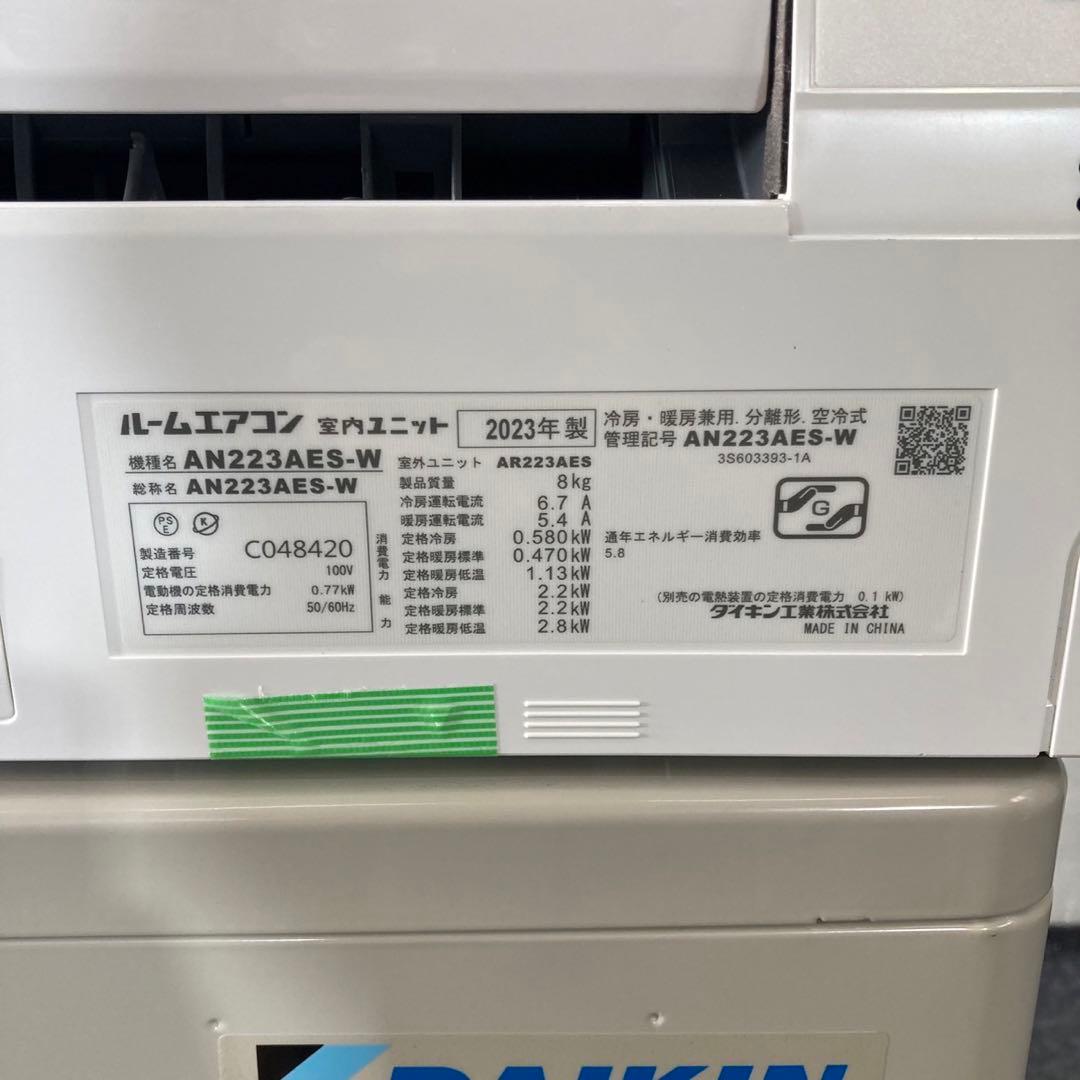 ルームエアコン 室内ユニット 2023年 製
機種名 AN223AES-W
総称名 AN223AES-W
PS E K
製造番号 C048420
定格電圧 100V
電動機の定格消費電力 0.77kW
定格周波数 50/60Hz
室外ユニット AR223AES
製品質量 8kg
冷房運転電流 6.7 A
暖房運転電流 5.4 A
消費電力 定格冷房 0.580kW
定格暖房標準 0.470kW
定格暖房低温 1.13kW
能力 定格冷房 2.2kW
定格暖房標準 2.2kW
定格暖房低温 2.8kW
冷房・暖房兼用. 分離形. 空冷式
管理記号 AN223AES-W
3S603393-1A
G
通年エネルギー消費効率
5.8
(別売の電熱装置の定格消費電力 0.1 kW)
ダイキン工業株式会社
MADE IN CHINA
DAIKIN